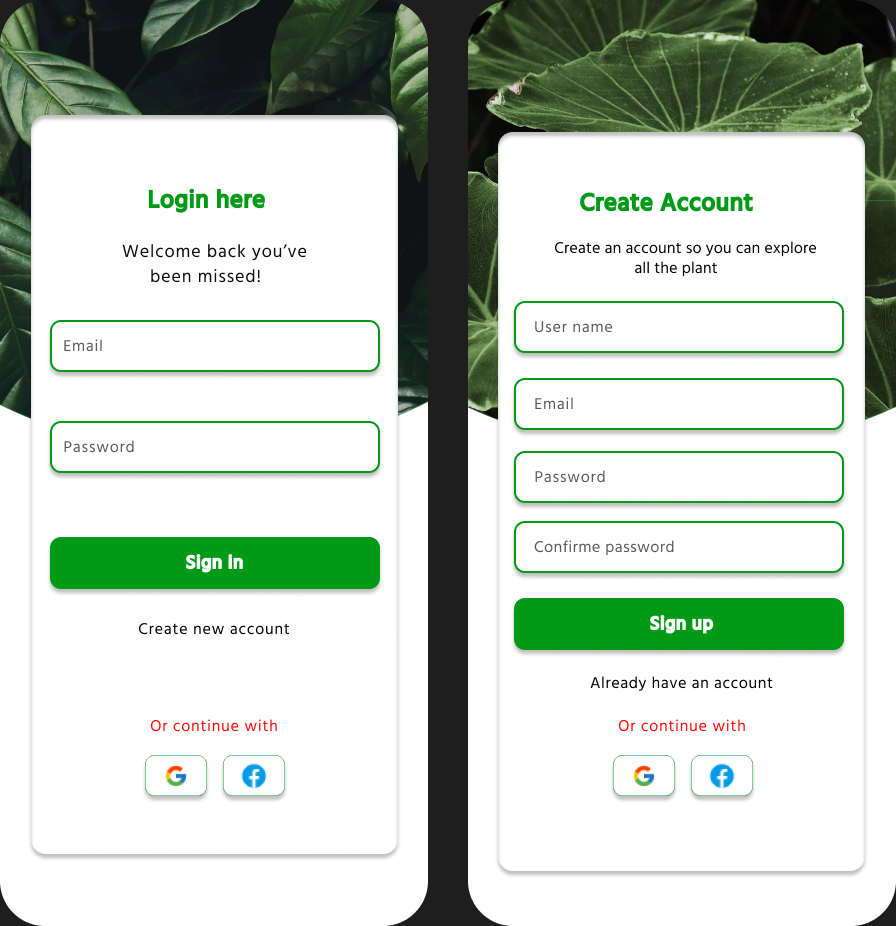 Login here
Welcome back you’ve
been missed!
Email
Password
Sign in
Create new account
Or continue with
Create Account
Create an account so you can explore
all the plant
User name
Email
Password
Confirme password
Sign up
Already have an account
Or continue with